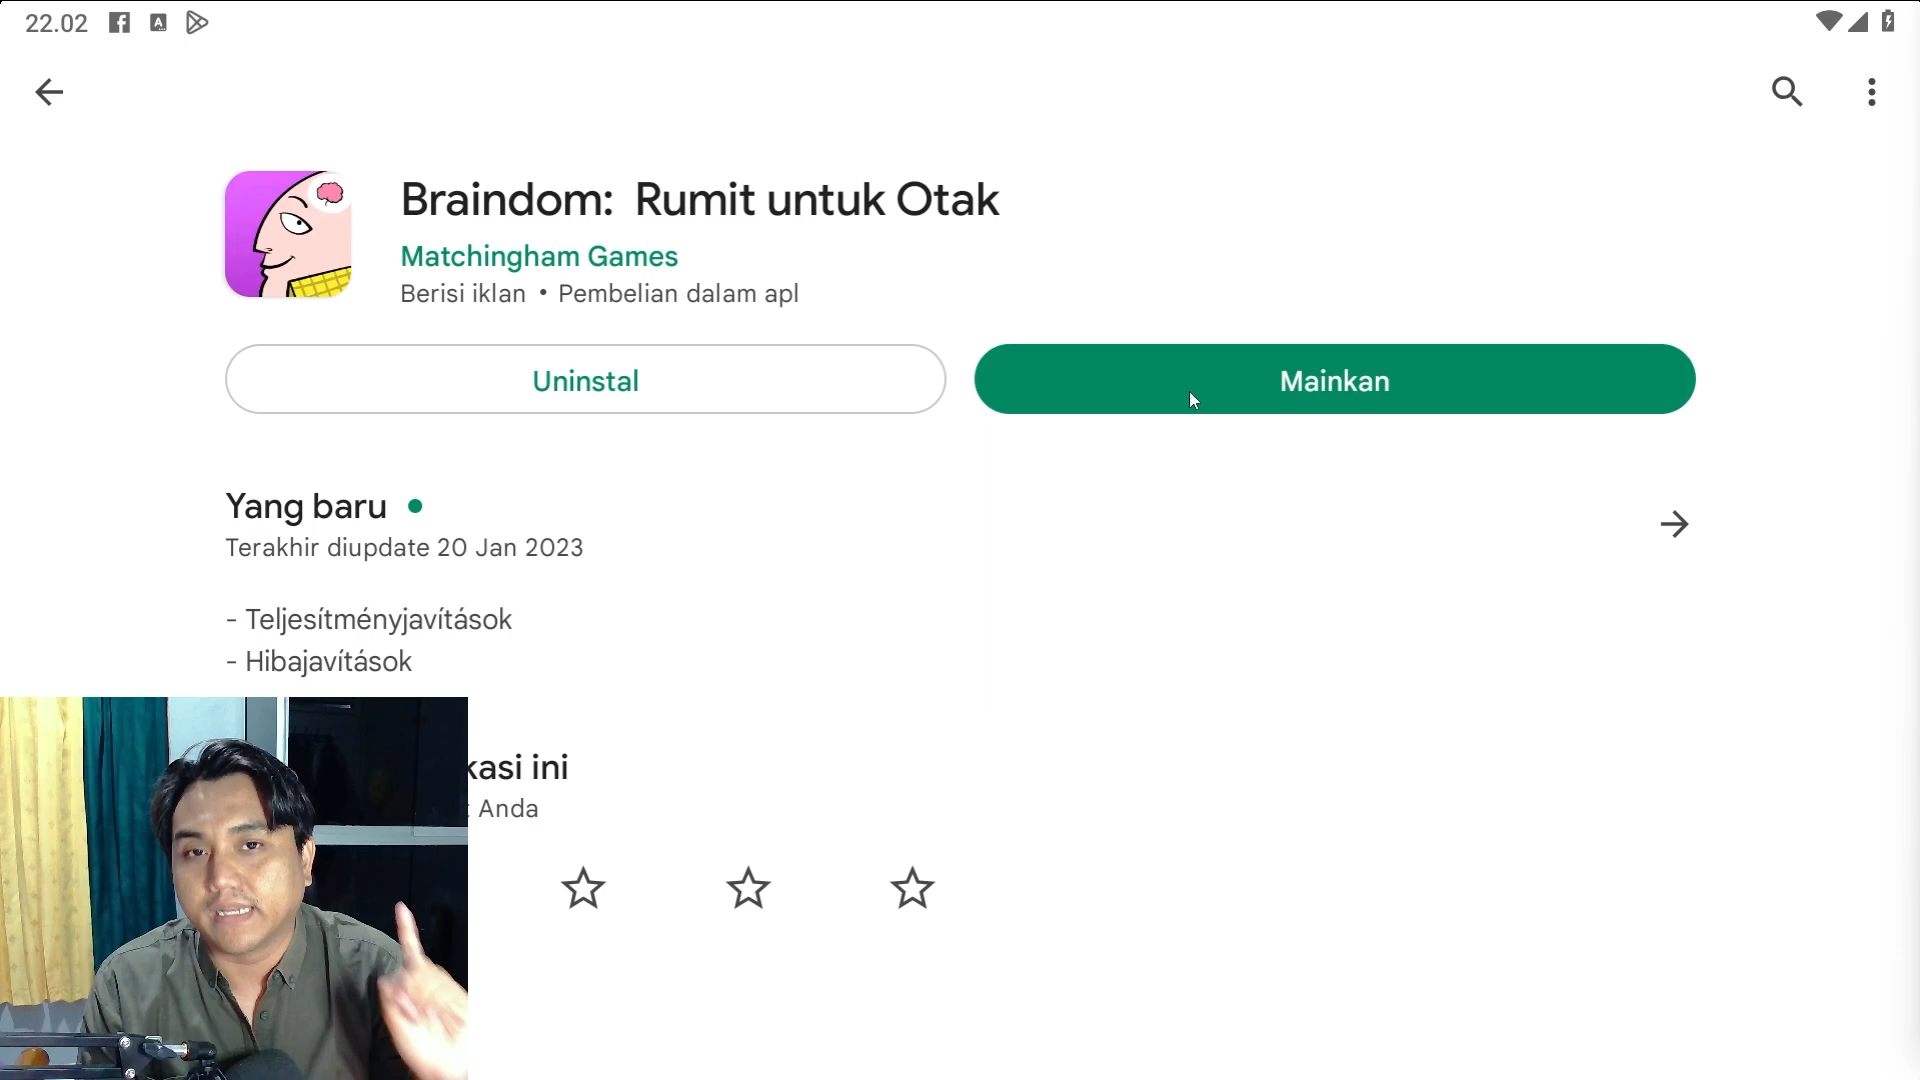 22.02
Braindom: Rumit untuk Otak
Matchingham Games
Berisi iklan • Pembelian dalam apl
Uninstal
Mainkan
Yang baru
Terakhir diupdate 20 Jan 2023
- Teljesítményjavítások
- Hibajavítások
kasi ini
Anda